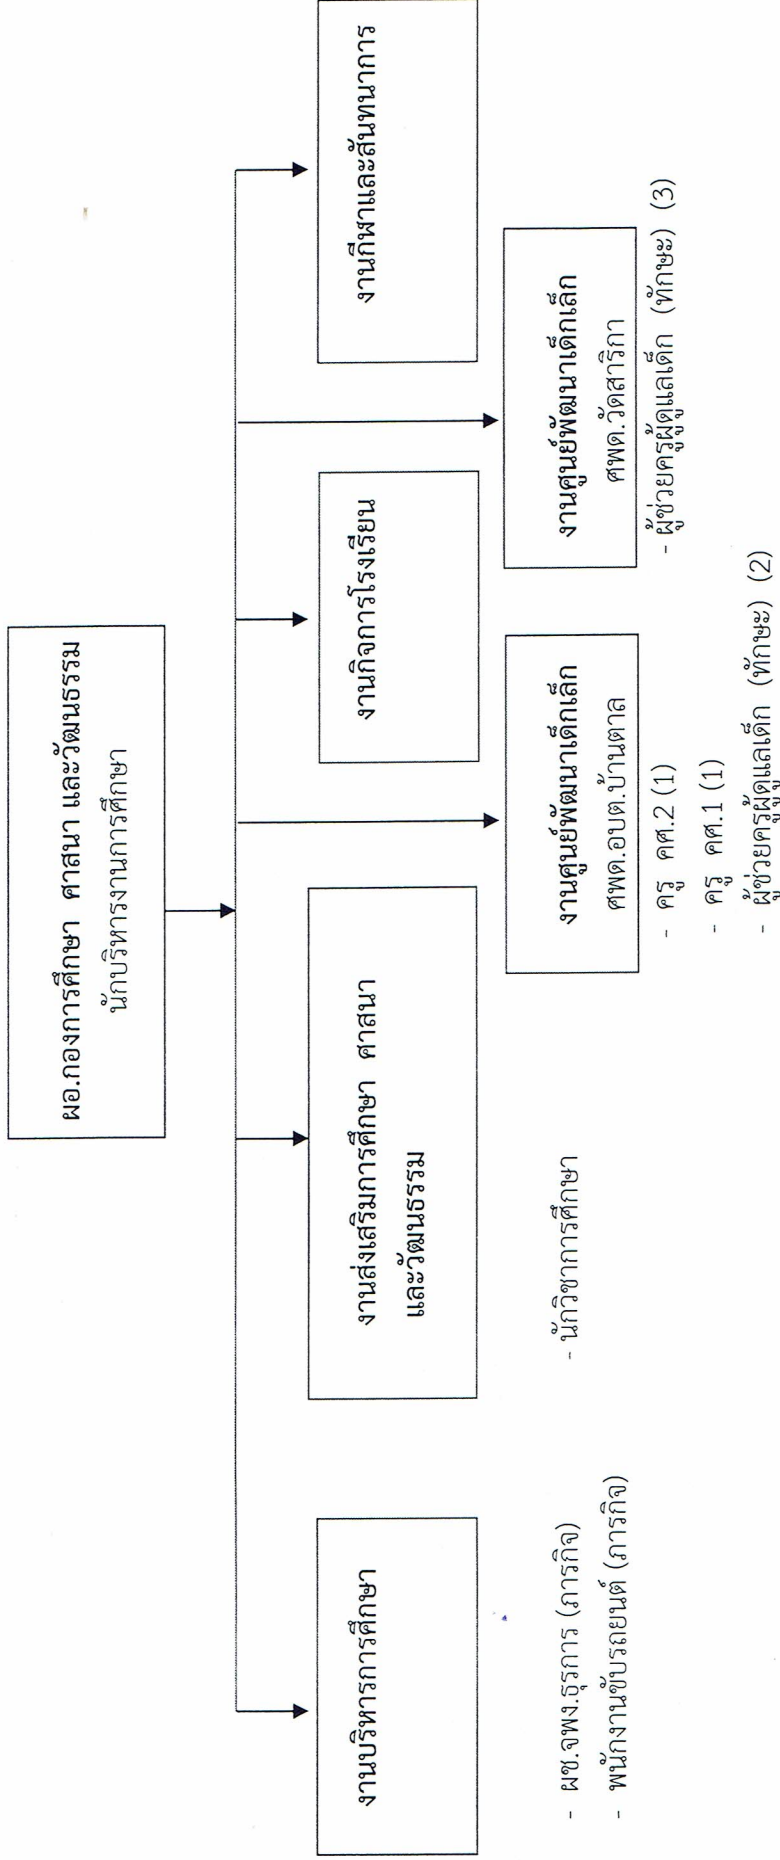 ผอ.กองการศึกษา ศาสนา และวัฒนธรรม
นักบริหารงานการศึกษา
งานบริหารการศึกษา
- ผช.จพง.ธุรการ (ภารกิจ)
- พนักงานขับรถยนต์ (ภารกิจ)
งานส่งเสริมการศึกษา ศาสนา
และวัฒนธรรม
- นักวิชาการศึกษา
งานศูนย์พัฒนาเด็กเล็ก
ศพด.อบต.บ้านตาล
- ครู คศ.2 (1)
- ครู คศ.1 (1)
- ผู้ช่วยครูผู้ดูแลเด็ก (ทักษะ) (2)
งานกิจการโรงเรียน
งานศูนย์พัฒนาเด็กเล็ก
ศพด.วัดสาริกา
- ผู้ช่วยครูผู้ดูแลเด็ก (ทักษะ) (3)
งานกีฬาและสันทนาการ